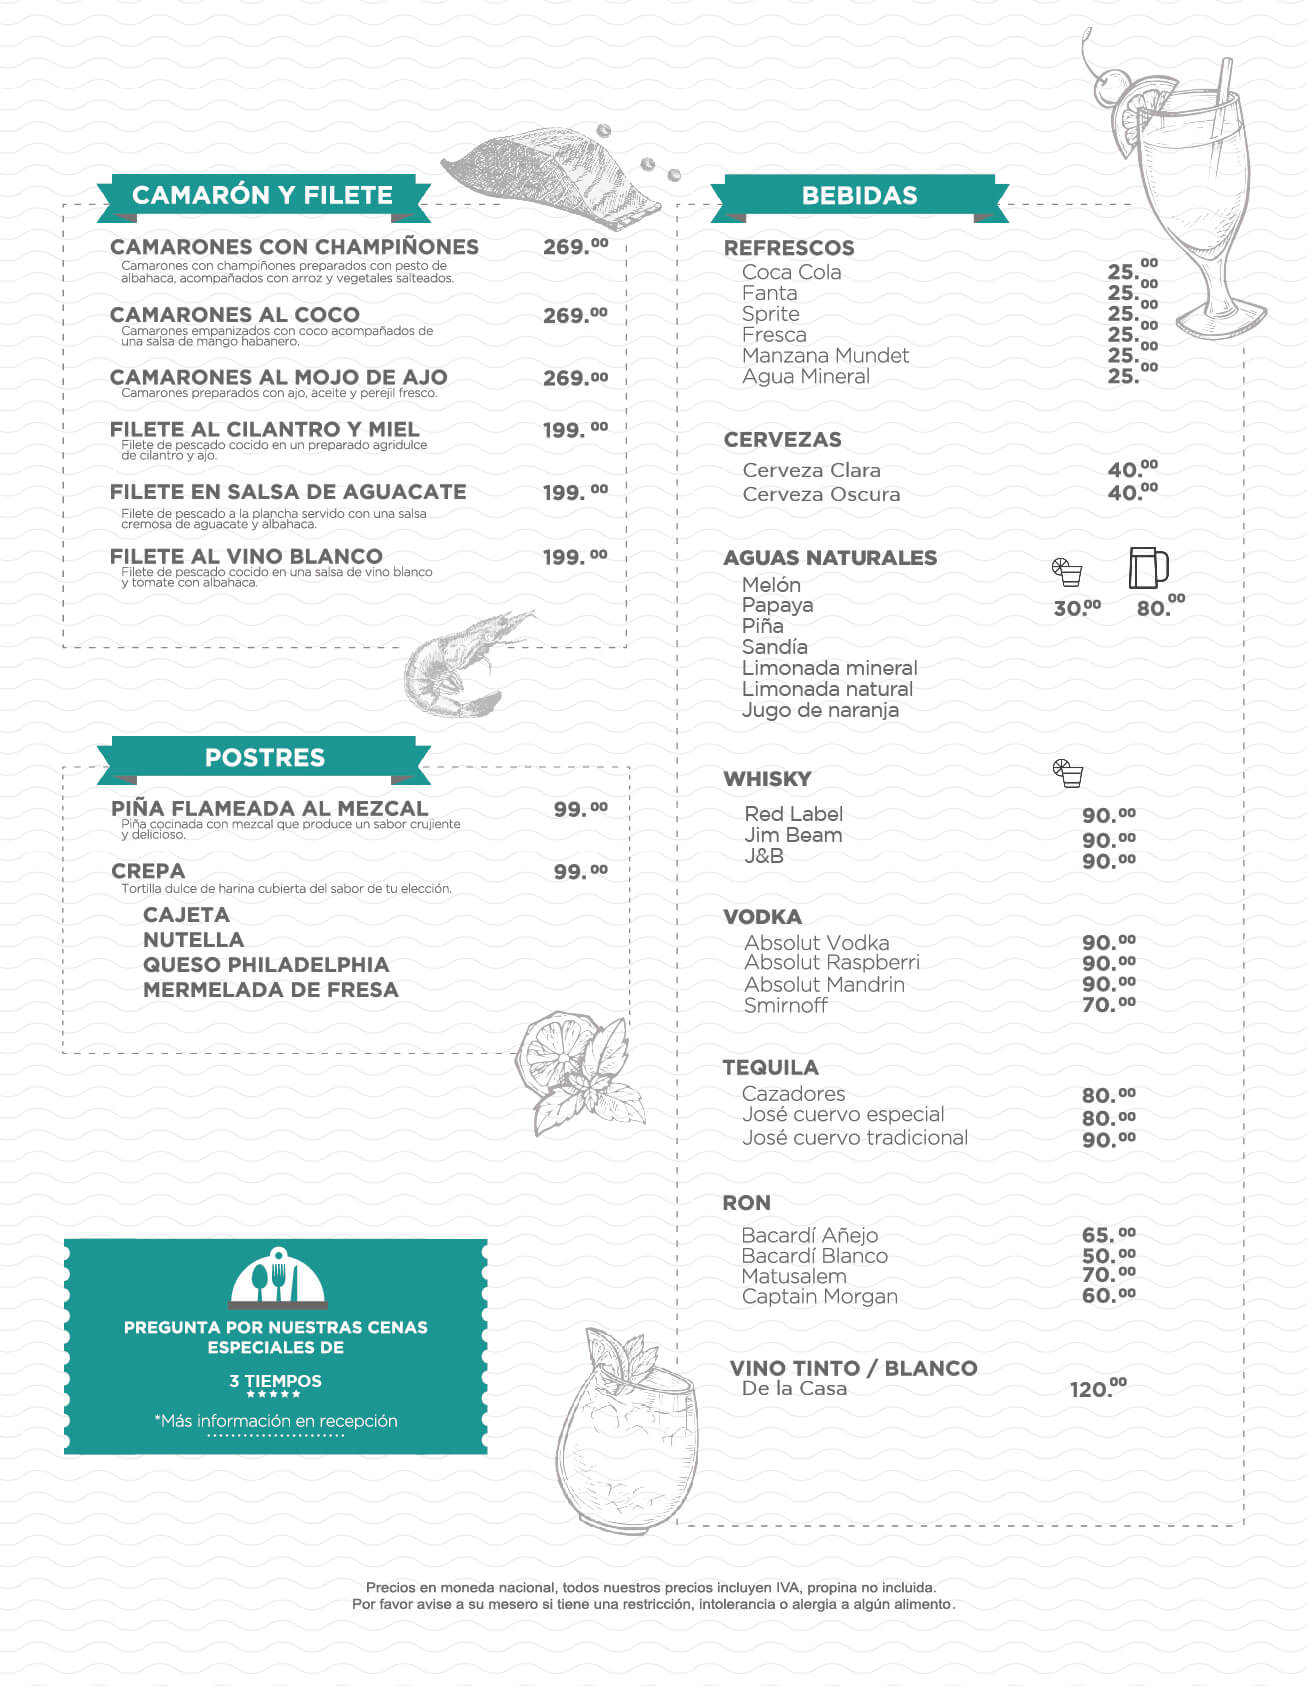 CAMARÓN Y FILETE
CAMARONES CON CHAMPIÑONES 269.00
Camarones con champiñones preparados con pesto de
albahaca, acompañados con arroz y vegetales salteados.
CAMARONES AL COCO 269.00
Camarones empanizados con coco acompañados de
una salsa de mango habanero.
CAMARONES AL MOJO DE AJO 269.00
Camarones preparados con ajo, aceite y perejil fresco.
FILETE AL CILANTRO Y MIEL 199. 00
Filete de pescado cocido en un preparado agridulce
de cilantro y ajo.
FILETE EN SALSA DE AGUACATE 199. 00
Filete de pescado a la plancha servido con una salsa
cremosa de aguacate y albahaca.
FILETE AL VINO BLANCO 199. 00
Filete de pescado cocido en una salsa de vino blanco
y tomate con albahaca.
POSTRES
PIÑA FLAMEADA AL MEZCAL 99. 00
Piña cocinada con mezcal que produce un sabor crujiente
y delicioso.
CREPA 99. 00
Tortilla dulce de harina cubierta del sabor de tu elección.
CAJETA
NUTELLA
QUESO PHILADELPHIA
MERMELADA DE FRESA
PREGUNTA POR NUESTRAS CENAS
ESPECIALES DE
3 TIEMPOS
*Más información en recepción
BEBIDAS
REFRESCOS
Coca Cola 25.00
Fanta 25.00
Sprite 25.00
Fresca 25.00
Manzana Mundet 25.00
Agua Mineral 25.00
CERVEZAS
Cerveza Clara 40.00
Cerveza Oscura 40.00
AGUAS NATURALES
Melón
Papaya 30.00 80.00
Piña
Sandía
Limonada mineral
Limonada natural
Jugo de naranja
WHISKY
Red Label 90.00
Jim Beam 90.00
J&B 90.00
VODKA
Absolut Vodka 90.00
Absolut Raspberri 90.00
Absolut Mandrin 90.00
Smirnoff 70.00
TEQUILA
Cazadores 80.00
José cuervo especial 80.00
José cuervo tradicional 90.00
RON
Bacardí Añejo 65.00
Bacardí Blanco 50.00
Matusalem 70.00
Captain Morgan 60.00
VINO TINTO / BLANCO
De la Casa 120.00
Precios en moneda nacional, todos nuestros precios incluyen IVA, propina no incluida.
Por favor avise a su mesero si tiene una restricción, intolerancia o alergia a algún alimento.